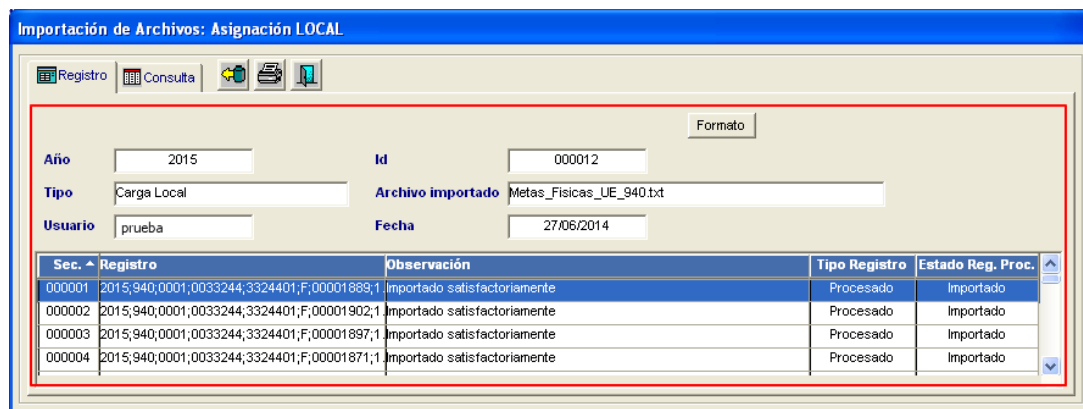 Importación de Archivos: Asignación LOCAL
Registro Consulta
Formato
Año 2015 Id 000012
Tipo Carga Local Archivo importado Metas_Fisicas_UE_940.txt
Usuario prueba Fecha 27/06/2014
Sec. Registro Observación Tipo Registro Estado Reg. Proc.
000001 2015;940;0001;0033244;3324401;F;00001889;1. Importado satisfactoriamente Procesado Importado
000002 2015;940;0001;0033244;3324401;F;00001902;1. Importado satisfactoriamente Procesado Importado
000003 2015;940;0001;0033244;3324401;F;00001897;1. Importado satisfactoriamente Procesado Importado
000004 2015;940;0001;0033244;3324401;F;00001871;1. Importado satisfactoriamente Procesado Importado